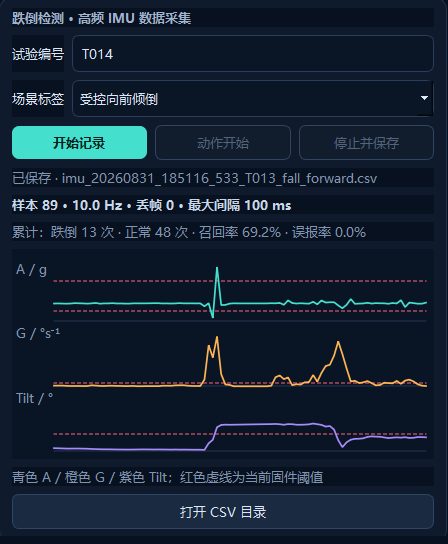 跌倒检测 • 高频 IMU 数据采集
试验编号 T014
场景标签 受控向前倾倒
开始记录 动作开始 停止并保存
已保存 · imu_20260831_185116_533_T013_fall_forward.csv
样本 89 • 10.0 Hz • 丢帧 0 • 最大间隔 100 ms
累计：跌倒 13 次 · 正常 48 次 · 召回率 69.2% · 误报率 0.0%
A / g
G / °s⁻¹
Tilt / °
青色 A / 橙色 G / 紫色 Tilt；红色虚线为当前固件阈值
打开 CSV 目录